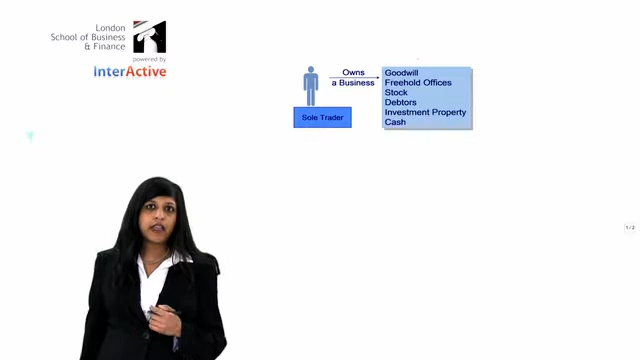 London
School of Business
& Finance
powered by
InterActive
Owns
a Business
Sole Trader
Goodwill
Freehold Offices
Stock
Debtors
Investment Property
Cash
1 / 2